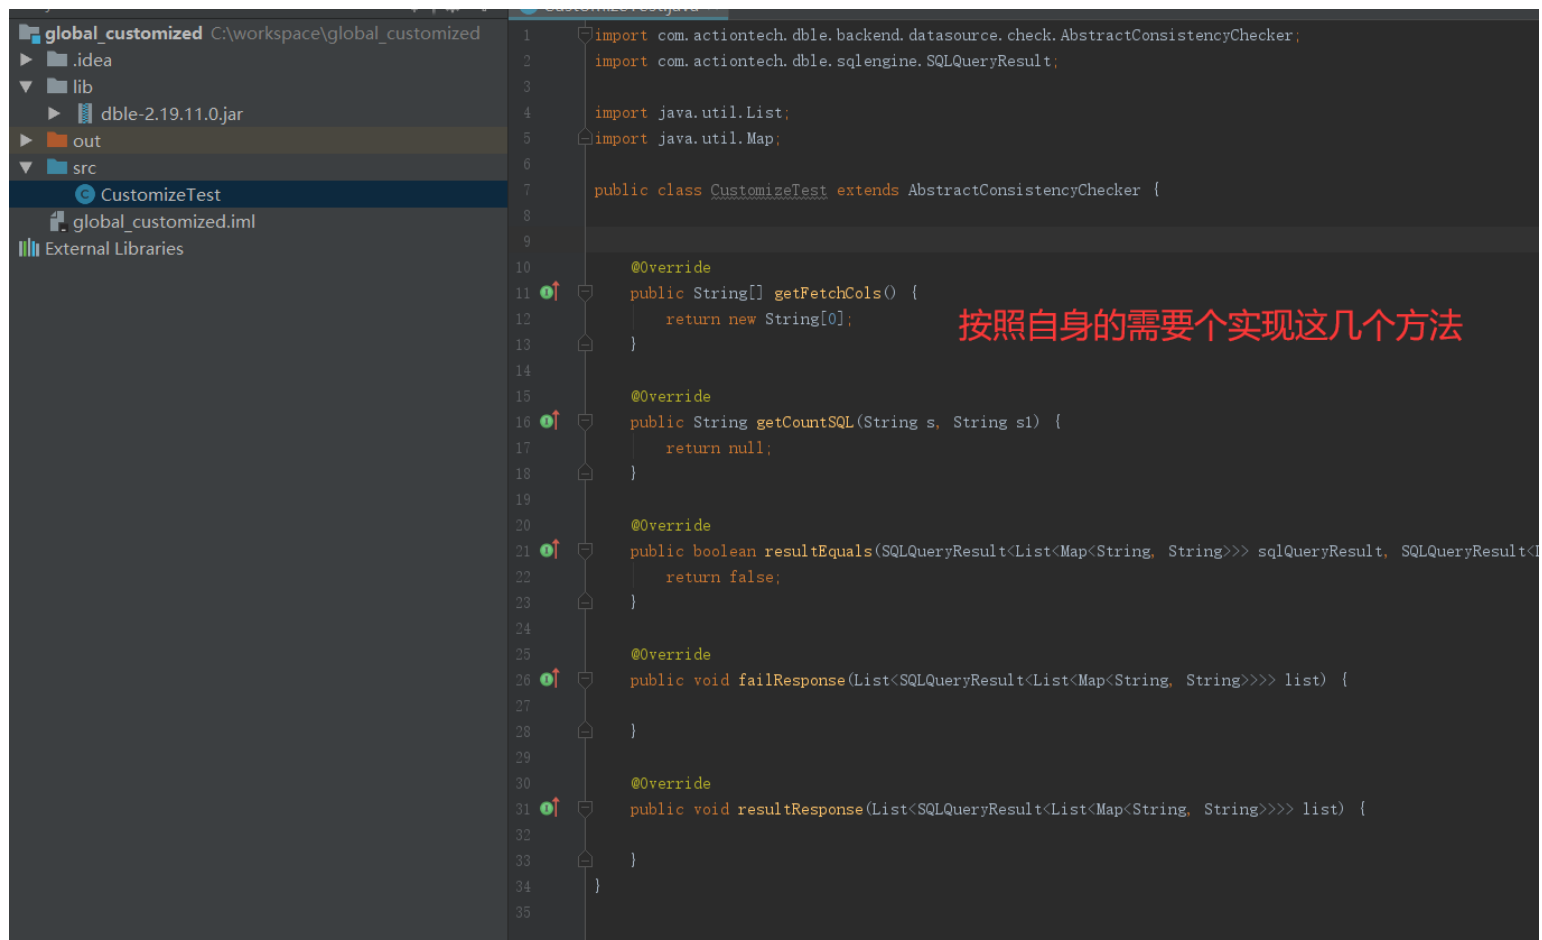 global_customized C:\workspace\global_customized
.idea
lib
dble-2.19.11.0.jar
out
src
CustomizeTest
global_customized.iml
External Libraries
1 import com.actiontech.dble.backend.datasource.check.AbstractConsistencyChecker;
2 import com.actiontech.dble.sqlengine.SQLQueryResult;
3
4 import java.util.List;
5 import java.util.Map;
6
7 public class CustomizeTest extends AbstractConsistencyChecker {
8
9
10 @Override
11 public String[] getFetchCols() {
12 return new String[0];
按照自身的需要个实现这几个方法
13 }
14
15 @Override
16 public String getCountSQL(String s, String s1) {
17 return null;
18 }
19
20 @Override
21 public boolean resultEquals(SQLQueryResult<List<Map<String, String>>> sqlQueryResult, SQLQueryResult<
22 return false;
23 }
24
25 @Override
26 public void failResponse(List<SQLQueryResult<List<Map<String, String>>>> list) {
27
28 }
29
30 @Override
31 public void resultResponse(List<SQLQueryResult<List<Map<String, String>>>> list) {
32
33 }
34 }
35